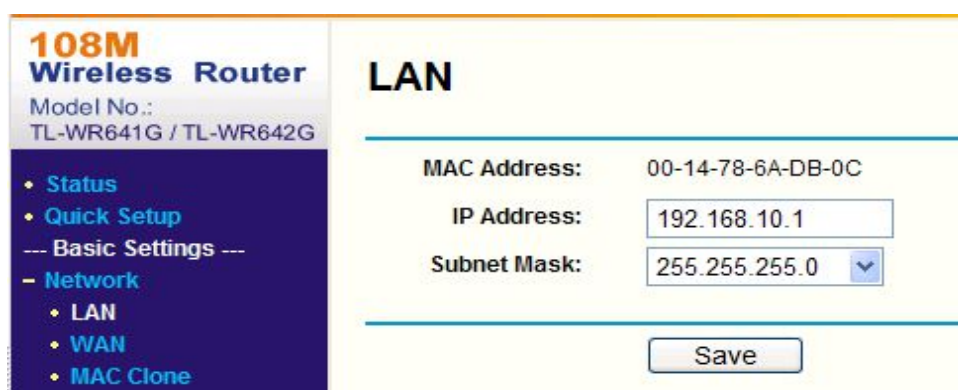 108M
Wireless Router
Model No.:
TL-WR641G / TL-WR642G
• Status
• Quick Setup
--- Basic Settings ---
– Network
• LAN
• WAN
• MAC Clone
LAN
MAC Address: 00-14-78-6A-DB-0C
IP Address: 192.168.10.1
Subnet Mask: 255.255.255.0
Save